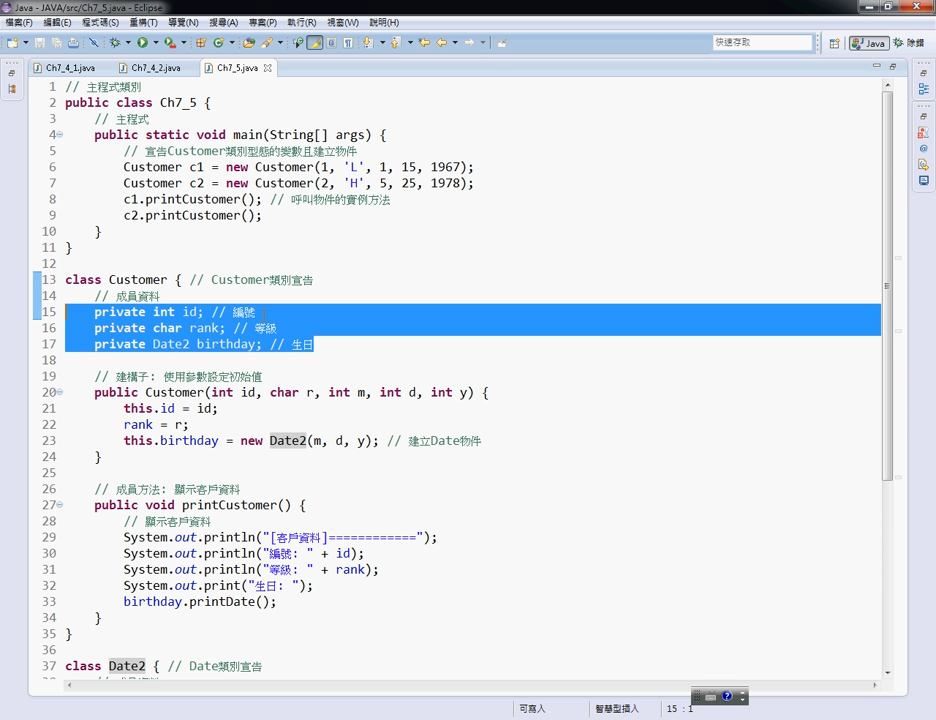 Java - JAVA/src/Ch7_5.java - Eclipse
檔案(F) 編輯(E) 程式碼(S) 重構(T) 導覽(N) 搜尋(A) 專案(P) 執行(R) 視窗(W) 說明(H)
快速存取 Java 除錯
Ch7_4_1.java Ch7_4_2.java Ch7_5.java
1 // 主程式類別
2 public class Ch7_5 {
3 // 主程式
4 public static void main(String[] args) {
5 // 宣告Customer類別型態的變數且建立物件
6 Customer c1 = new Customer(1, 'L', 1, 15, 1967);
7 Customer c2 = new Customer(2, 'H', 5, 25, 1978);
8 c1.printCustomer(); // 呼叫物件的實例方法
9 c2.printCustomer();
10 }
11 }
12
13 class Customer { // Customer類別宣告
14 // 成員資料
15 private int id; // 編號
16 private char rank; // 等級
17 private Date2 birthday; // 生日
18
19 // 建構子: 使用參數設定初始值
20 public Customer(int id, char r, int m, int d, int y) {
21 this.id = id;
22 rank = r;
23 this.birthday = new Date2(m, d, y); // 建立Date物件
24 }
25
26 // 成員方法: 顯示客戶資料
27 public void printCustomer() {
28 // 顯示客戶資料
29 System.out.println("[客戶資料]============");
30 System.out.println("編號: " + id);
31 System.out.println("等級: " + rank);
32 System.out.print("生日: ");
33 birthday.printDate();
34 }
35 }
36
37 class Date2 { // Date類別宣告
可寫入 智慧型插入 15 : 1